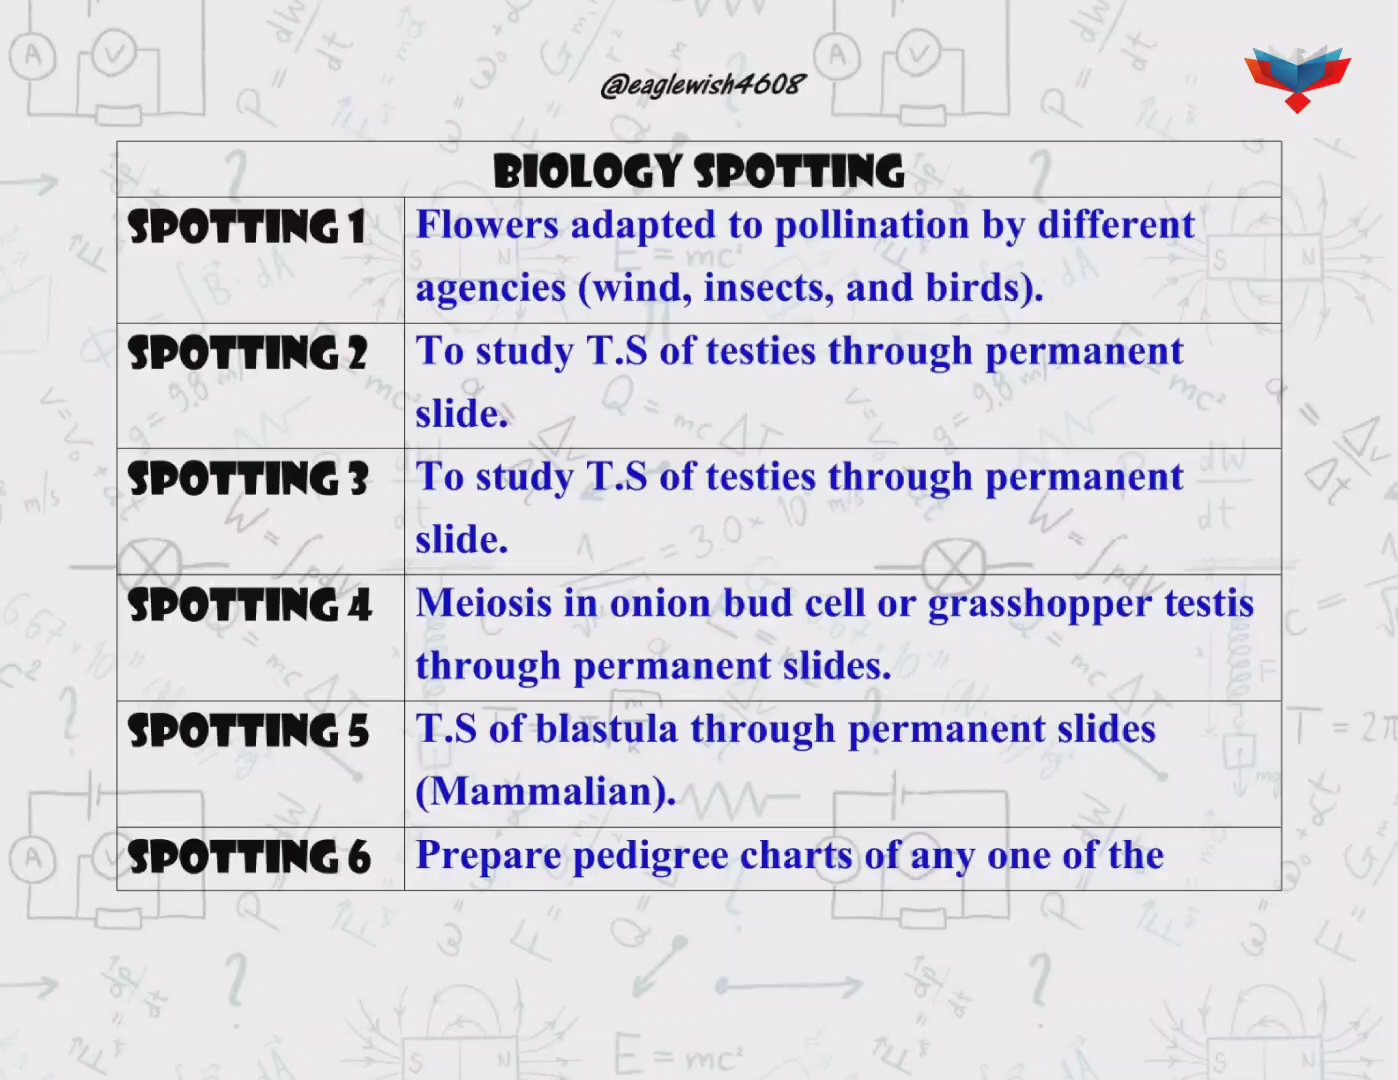 @eaglewish4608
BIOLOGY SPOTTING
SPOTTING 1
Flowers adapted to pollination by different
agencies (wind, insects, and birds).
SPOTTING 2
To study T.S of testies through permanent
slide.
SPOTTING 3
To study T.S of testies through permanent
slide.
SPOTTING 4
Meiosis in onion bud cell or grasshopper testis
through permanent slides.
SPOTTING 5
T.S of blastula through permanent slides
(Mammalian).
SPOTTING 6
Prepare pedigree charts of any one of the